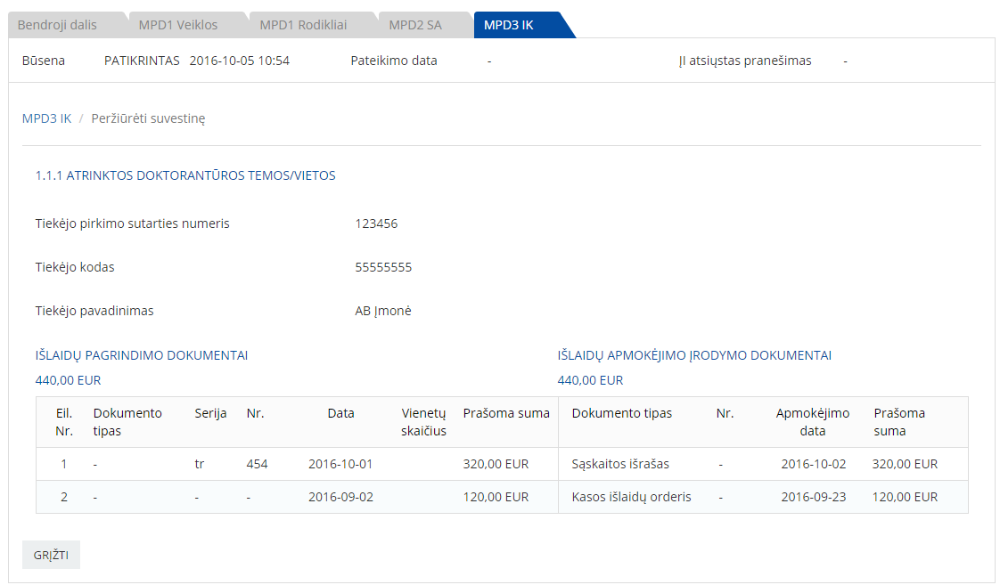 Bendroji dalis MPD1 Veiklos MPD1 Rodikliai MPD2 SA MPD3 IK
Būsena PATIKRINTAS 2016-10-05 10:54 Pateikimo data - ĮI atsiųstas pranešimas -
MPD3 IK / Peržiūrėti suvestinę
1.1.1 ATRINKTOS DOKTORANTŪROS TEMOS/VIETOS
Tiekėjo pirkimo sutarties numeris 123456
Tiekėjo kodas 55555555
Tiekėjo pavadinimas AB Įmonė
IŠLAIDŲ PAGRINDIMO DOKUMENTAI IŠLAIDŲ APMOKĖJIMO ĮRODYMO DOKUMENTAI
440,00 EUR 440,00 EUR
Eil. Dokumento Serija Nr. Data Vienetų Prašoma suma Dokumento tipas Nr. Apmokėjimo Prašoma
Nr. tipas skaičius data suma
1 - tr 454 2016-10-01 320,00 EUR Sąskaitos išrašas - 2016-10-02 320,00 EUR
2 - - - 2016-09-02 120,00 EUR Kasos išlaidų orderis - 2016-09-23 120,00 EUR
GRĮŽTI